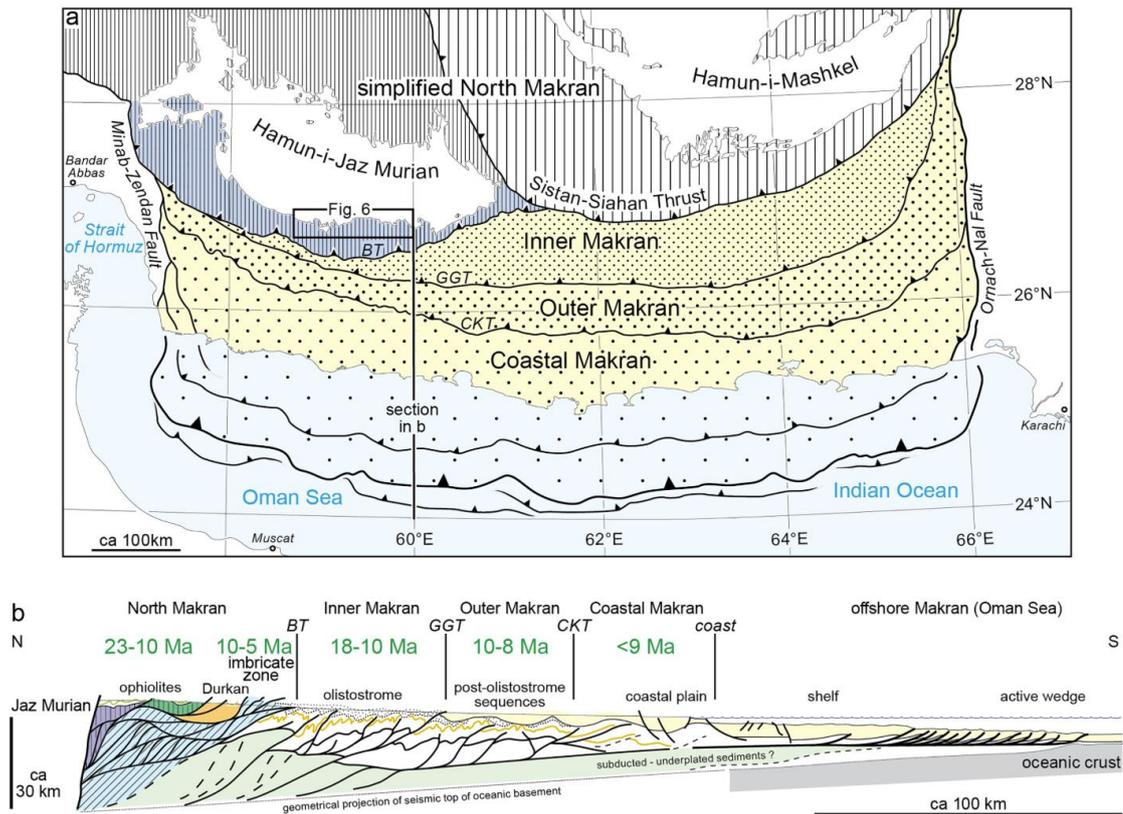 a
simplified North Makran
Hamun-i-Mashkel
28°N
Minab-Zendan Fault
Hamun-i-Jaz Murian
Bandar
Abbas
Sistan-Siahan Thrust
Fig. 6
Strait
of Hormuz
BT
Inner Makran
Ornach-Nal Fault
GGT
26°N
Outer Makran
CKT
Coastal Makran
section
in b
Karachi
Oman Sea
Indian Ocean
24°N
ca 100km
Muscat
60°E
62°E
64°E
66°E
b
North Makran
Inner Makran
Outer Makran
Coastal Makran
offshore Makran (Oman Sea)
N
BT
GGT
CKT
coast
S
23-10 Ma
10-5 Ma
18-10 Ma
10-8 Ma
<9 Ma
imbricate
zone
ophiolites
Durkan
olistostrome
post-olistostrome
sequences
coastal plain
shelf
active wedge
Jaz Murian
ca
30 km
subducted - underplated sediments ?
oceanic crust
geometrical projection of seismic top of oceanic basement
ca 100 km